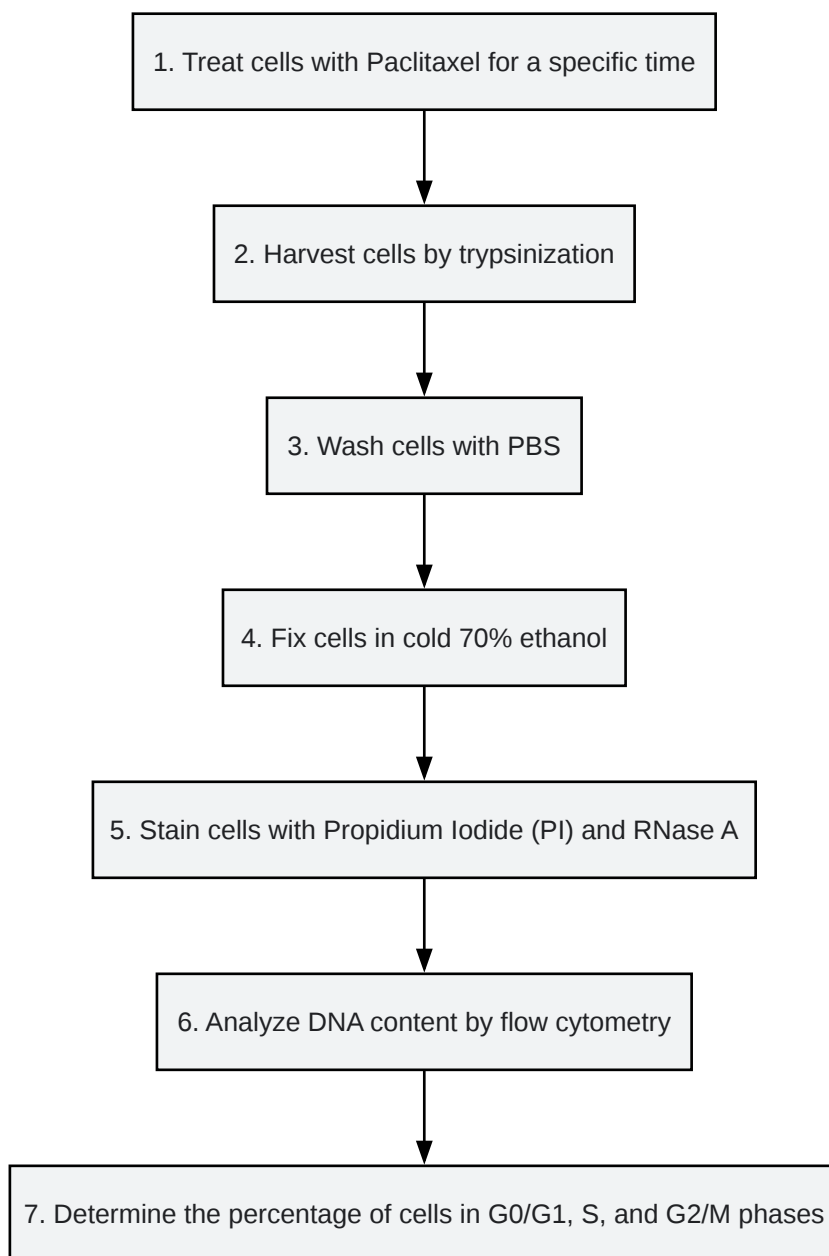 1. Treat cells with Paclitaxel for a specific time
2. Harvest cells by trypsinization
3. Wash cells with PBS
4. Fix cells in cold 70% ethanol
5. Stain cells with Propidium Iodide (PI) and RNase A
6. Analyze DNA content by flow cytometry
7. Determine the percentage of cells in G0/G1, S, and G2/M phases